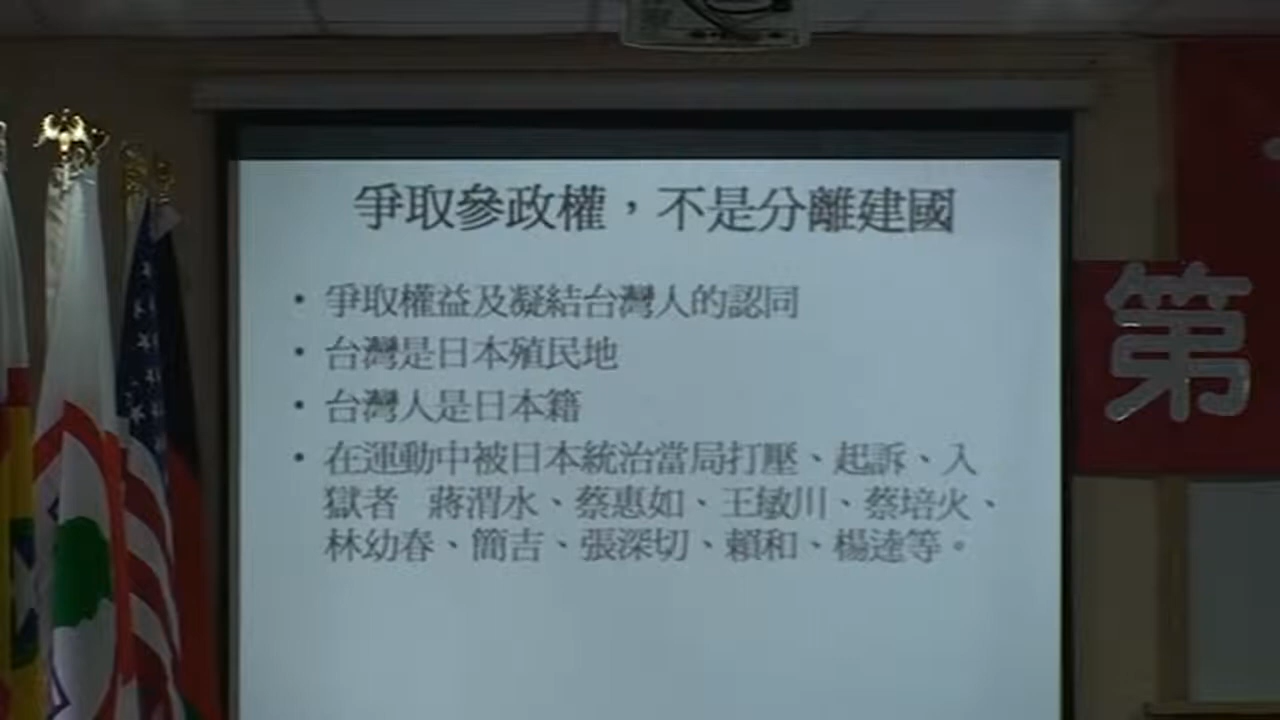 爭取參政權，不是分離建國
• 爭取權益及凝結台灣人的認同
• 台灣是日本殖民地
• 台灣人是日本籍
• 在運動中被日本統治當局打壓、起訴、入
獄者 蔣渭水、蔡惠如、王敏川、蔡培火、
林幼春、簡吉、張深切、賴和、楊逵等。
第